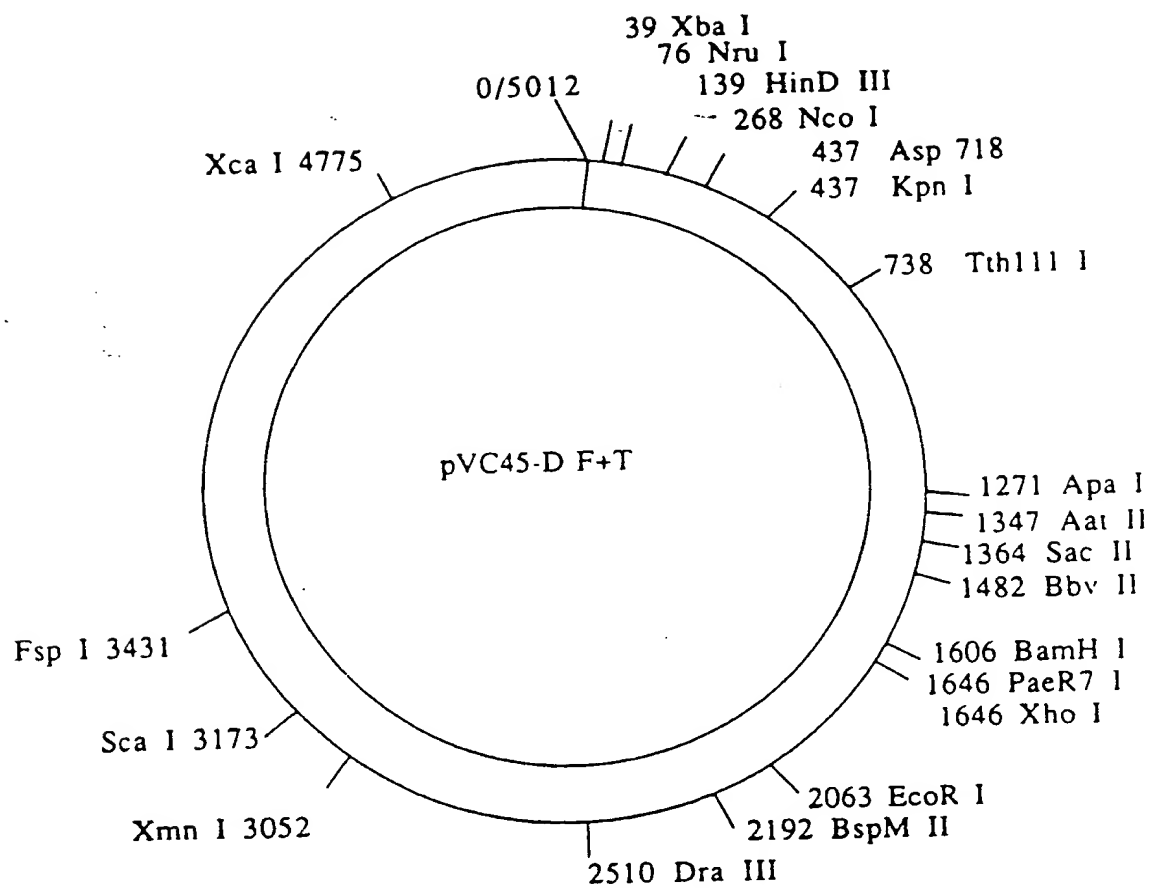 39 Xba I
76 Nru I
139 HinD III
268 Nco I
437 Asp 718
437 Kpn I
738 Tth111 I
0/5012
Xca I 4775
pVC45-D F+T
1271 Apa I
1347 Aat II
1364 Sac II
1482 Bbv II
1606 BamH I
1646 PaeR7 I
1646 Xho I
2063 EcoR I
2192 BspM II
2510 Dra III
Fsp I 3431
Sca I 3173
Xmn I 3052